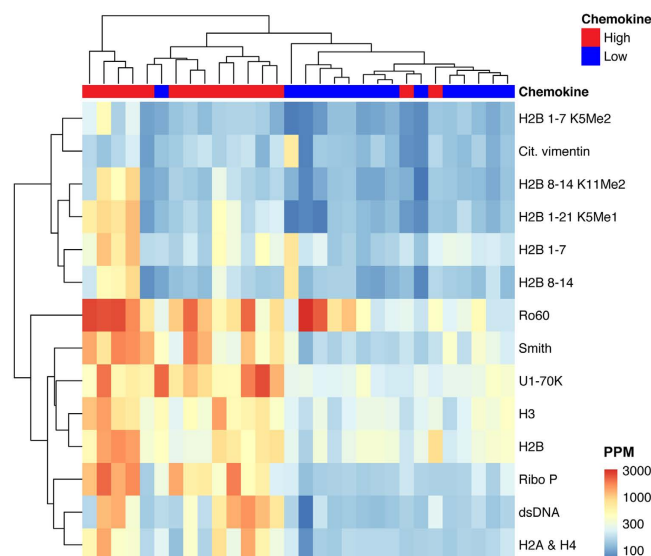 Chemokine
High
Low
Chemokine
H2B 1-7 K5Me2
Cit. vimentin
H2B 8-14 K11Me2
H2B 1-21 K5Me1
H2B 1-7
H2B 8-14
Ro60
Smith
U1-70K
H3
H2B
Ribo P
dsDNA
H2A & H4
PPM
3000
1000
300
100